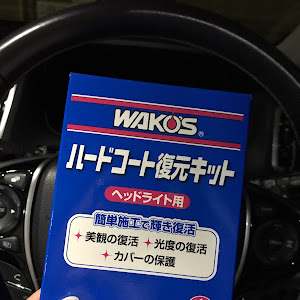 WAKO'S®
ハードコート復元キット
ヘッドライト用
簡単施工で輝き復活
✦美観の復活 ✦光度の復活
✦カバーの保護